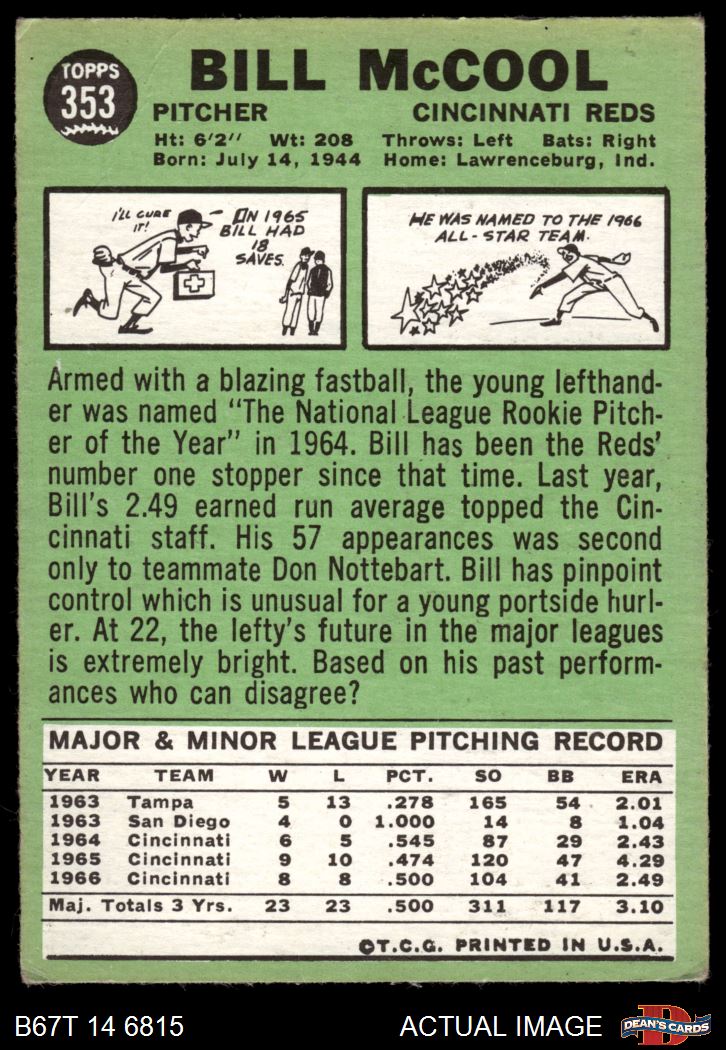 TOPPS
353
BILL McCOOL
PITCHER CINCINNATI REDS
Ht: 6'2" Wt: 208 Throws: Left Bats: Right
Born: July 14, 1944 Home: Lawrenceburg, Ind.
I'LL CURE
IT!
IN 1965
BILL HAD
18
SAVES.
HE WAS NAMED TO THE 1966
ALL-STAR TEAM.
Armed with a blazing fastball, the young lefthand-
er was named "The National League Rookie Pitch-
er of the Year" in 1964. Bill has been the Reds'
number one stopper since that time. Last year,
Bill's 2.49 earned run average topped the Cin-
cinnati staff. His 57 appearances was second
only to teammate Don Nottebart. Bill has pinpoint
control which is unusual for a young portside hurl-
er. At 22, the lefty's future in the major leagues
is extremely bright. Based on his past perform-
ances who can disagree?
MAJOR & MINOR LEAGUE PITCHING RECORD
YEAR TEAM W L PCT. SO BB ERA
1963 Tampa 5 13 .278 165 54 2.01
1963 San Diego 4 0 1.000 14 8 1.04
1964 Cincinnati 6 5 .545 87 29 2.43
1965 Cincinnati 9 10 .474 120 47 4.29
1966 Cincinnati 8 8 .500 104 41 2.49
Maj. Totals 3 Yrs. 23 23 .500 311 117 3.10
©T.C.G. PRINTED IN U.S.A.
B67T 14 6815 ACTUAL IMAGE
D
DEAN'S CARDS